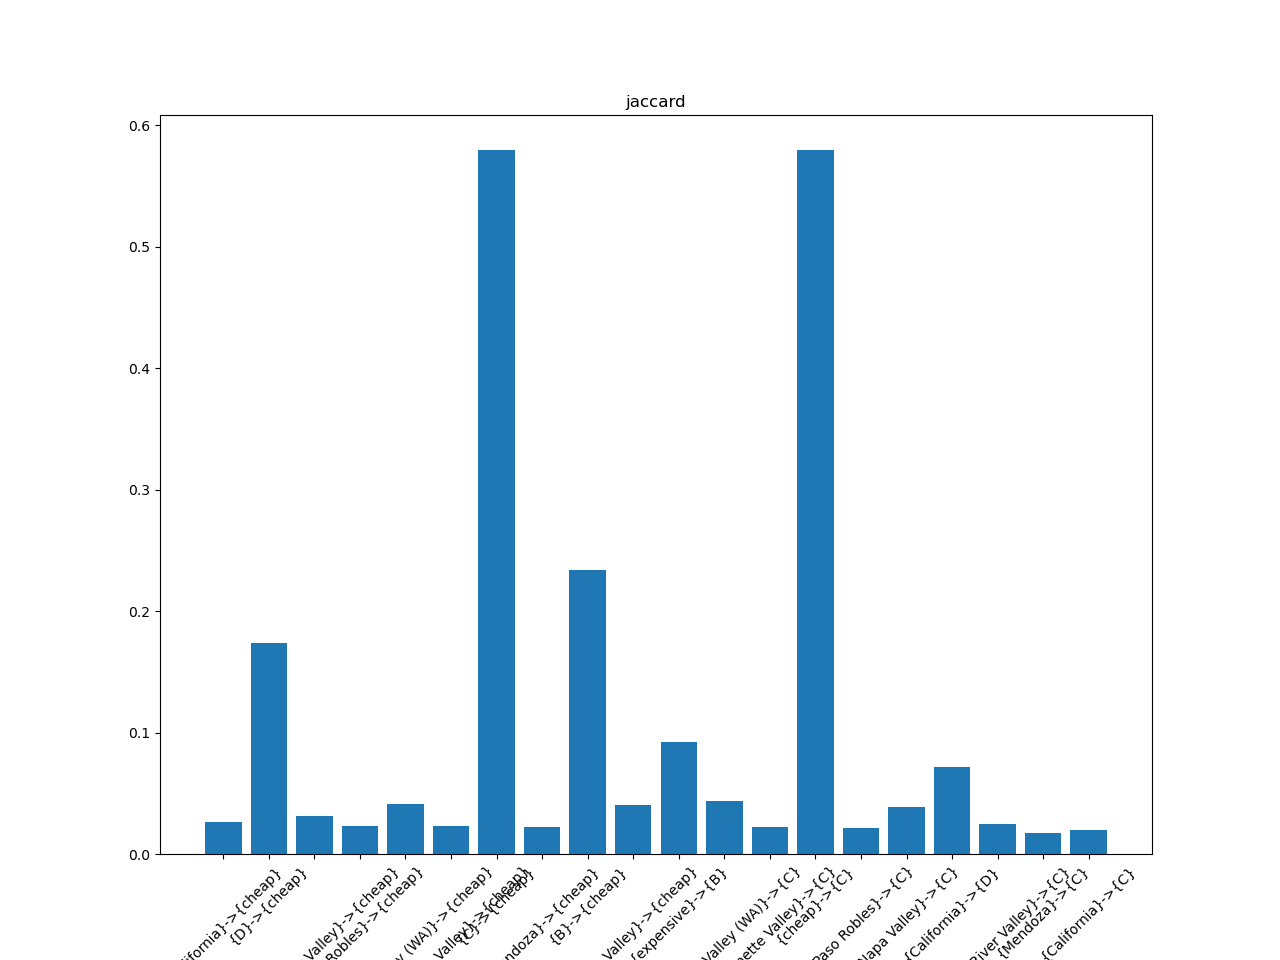 jaccard
0.6
0.5
0.4
0.3
0.2
0.1
0.0
ifornia}->{cheap}
{D}->{cheap}
Valley}->{cheap}
Robles}->{cheap}
y (WA)}->{cheap}
Valley}->{cheap}
{C}->{cheap}
ndoza}->{cheap}
{B}->{cheap}
Valley}->{cheap}
{expensive}->{B}
Valley (WA)}->{C}
ette Valley}->{C}
{cheap}->{C}
Paso Robles}->{C}
Napa Valley}->{C}
{California}->{D}
River Valley}->{C}
{Mendoza}->{C}
{California}->{C}